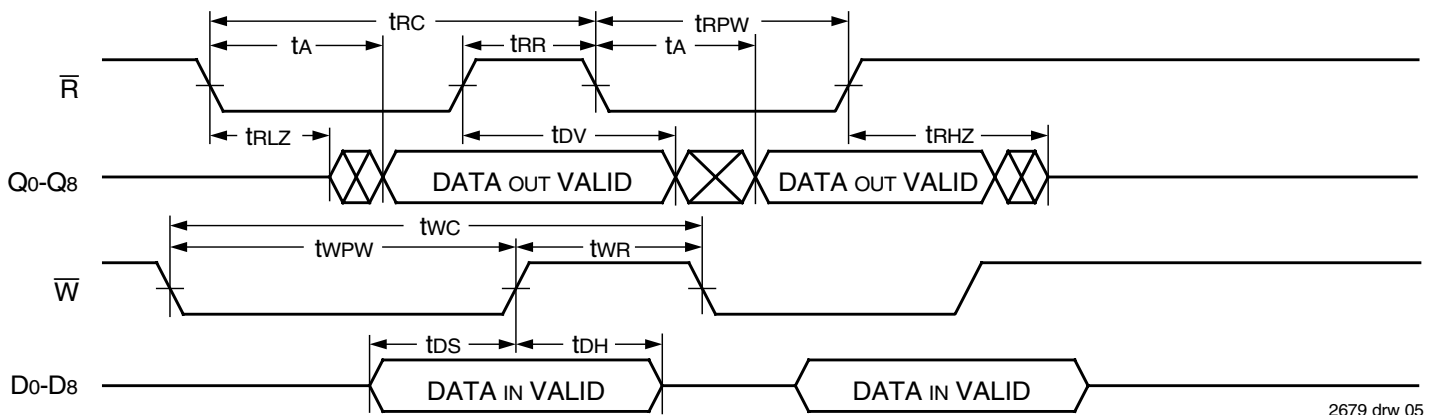 tRC tRPW
tA tRR tA
R̅
tRLZ tDV tRHZ
Q0-Q8 DATA OUT VALID DATA OUT VALID
tWC
tWPW tWR
W̅
tDS tDH
D0-D8 DATA IN VALID DATA IN VALID
2679 drw 05